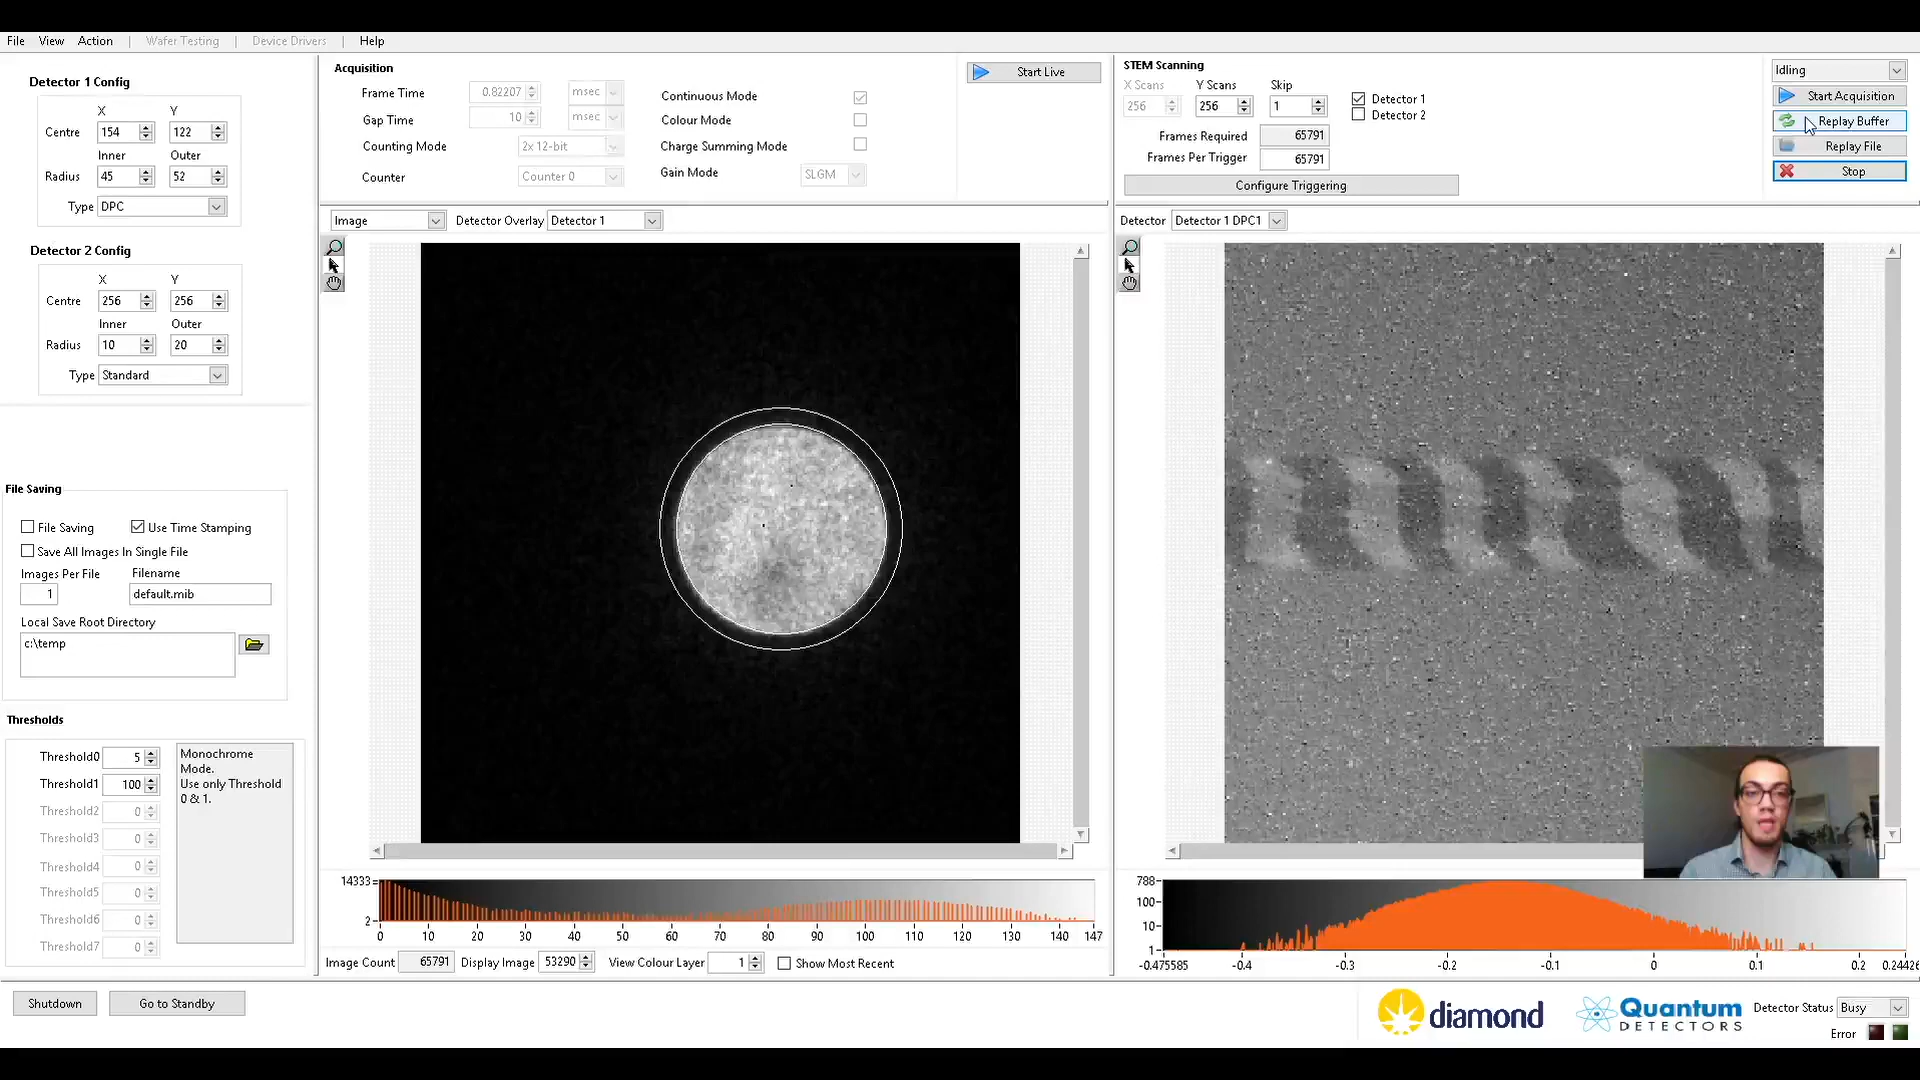 File View Action | Wafer Testing | Device Drivers | Help
Detector 1 Config
X Y
Centre 154 122
Inner Outer
Radius 45 52
Type DPC
Detector 2 Config
X Y
Centre 256 256
Inner Outer
Radius 10 20
Type Standard
File Saving
File Saving Use Time Stamping
Save All Images In Single File
Images Per File Filename
1 default.mib
Local Save Root Directory
c:\temp
Thresholds
Threshold0 5
Threshold1 100
Threshold2 0
Threshold3 0
Threshold4 0
Threshold5 0
Threshold6 0
Threshold7 0
Monochrome
Mode.
Use only Threshold
0 & 1.
Shutdown Go to Standby
Acquisition
Frame Time 0.82207 msec
Gap Time 10 msec
Counting Mode 2x 12-bit
Counter Counter 0
Continuous Mode
Colour Mode
Charge Summing Mode
Gain Mode SLGM
Start Live
Image Detector Overlay Detector 1
14333
2
0 10 20 30 40 50 60 70 80 90 100 110 120 130 147
Image Count 65791 Display Image 53290 View Colour Layer 1 Show Most Recent
STEM Scanning
X Scans Y Scans Skip
256 256 1
Detector 1
Detector 2
Frames Required 65791
Frames Per Trigger 65791
Configure Triggering
Idling
Start Acquisition
Replay Buffer
Replay File
Stop
Detector Detector 1 DPC1
788
100
10
1
-0.475585 -0.4 -0.3 -0.2 -0.1 0 0.1 0.2 0.2442
diamond
Quantum
DETECTORS
Detector Status Busy
Error